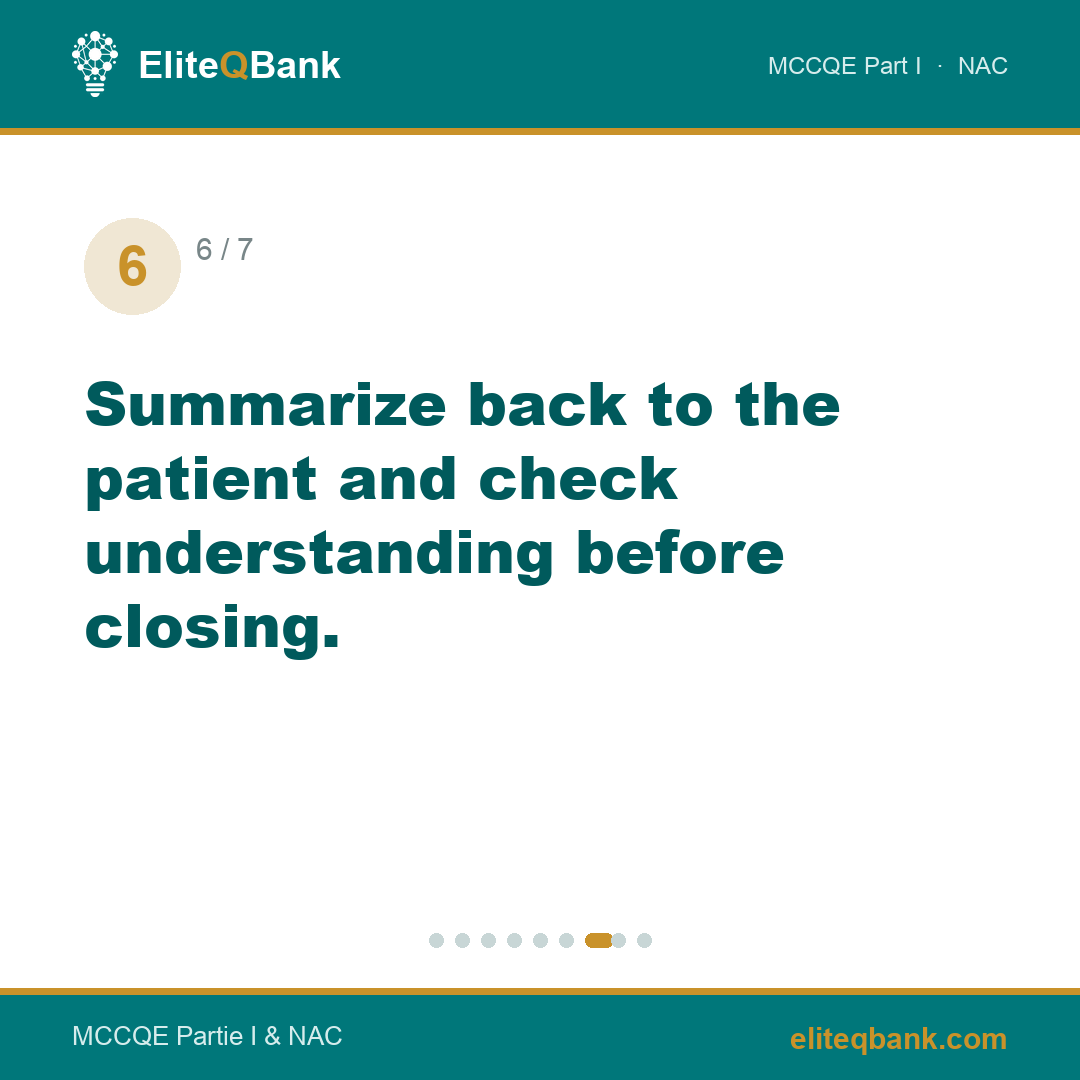 EliteQBank
MCCQE Part I · NAC
6
6 / 7
Summarize back to the
patient and check
understanding before
closing.
MCCQE Partie I & NAC
eliteqbank.com